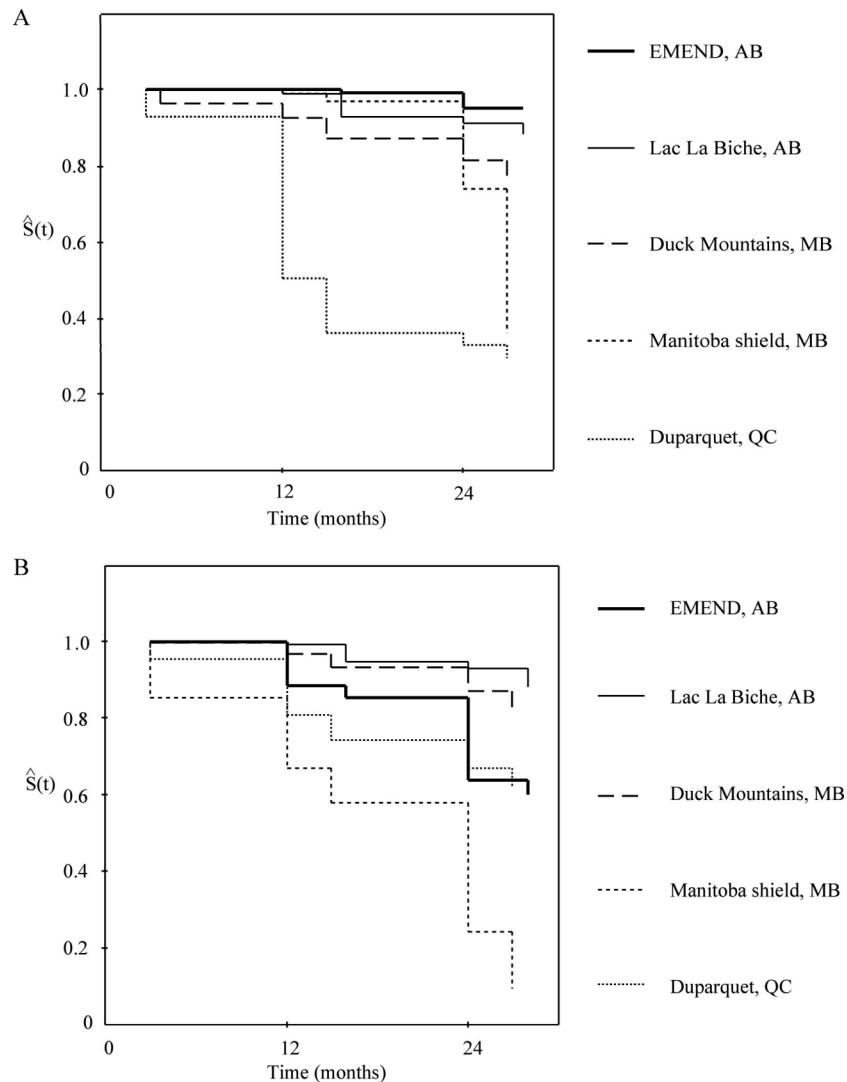 A
1.0
0.8
0.6
Ŝ(t)
0.4
0.2
0
0
12
24
Time (months)
EMEND, AB
Lac La Biche, AB
Duck Mountains, MB
Manitoba shield, MB
Duparquet, QC
B
1.0
0.8
Ŝ(t)
0.6
0.4
0.2
0
0
12
24
Time (months)
EMEND, AB
Lac La Biche, AB
Duck Mountains, MB
Manitoba shield, MB
Duparquet, QC